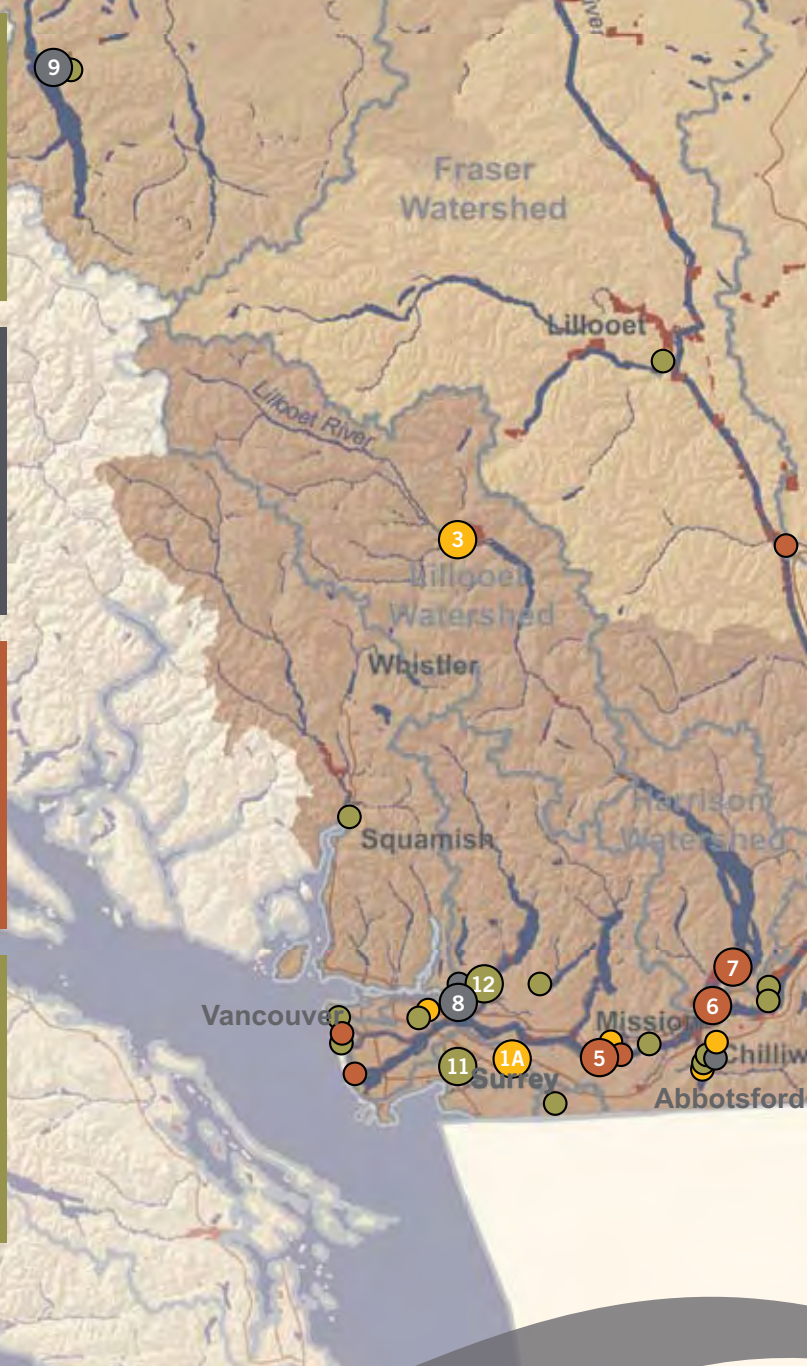 River
9
Fraser
Watershed
Lillooet
Lillooet River
3
Lillooet
Watershed
Whistler
Harrison
Watershed
Squamish
7
12
8
6
Vancouver
Mission
5
1A
11
Surrey
Chilliw
Abbotsford